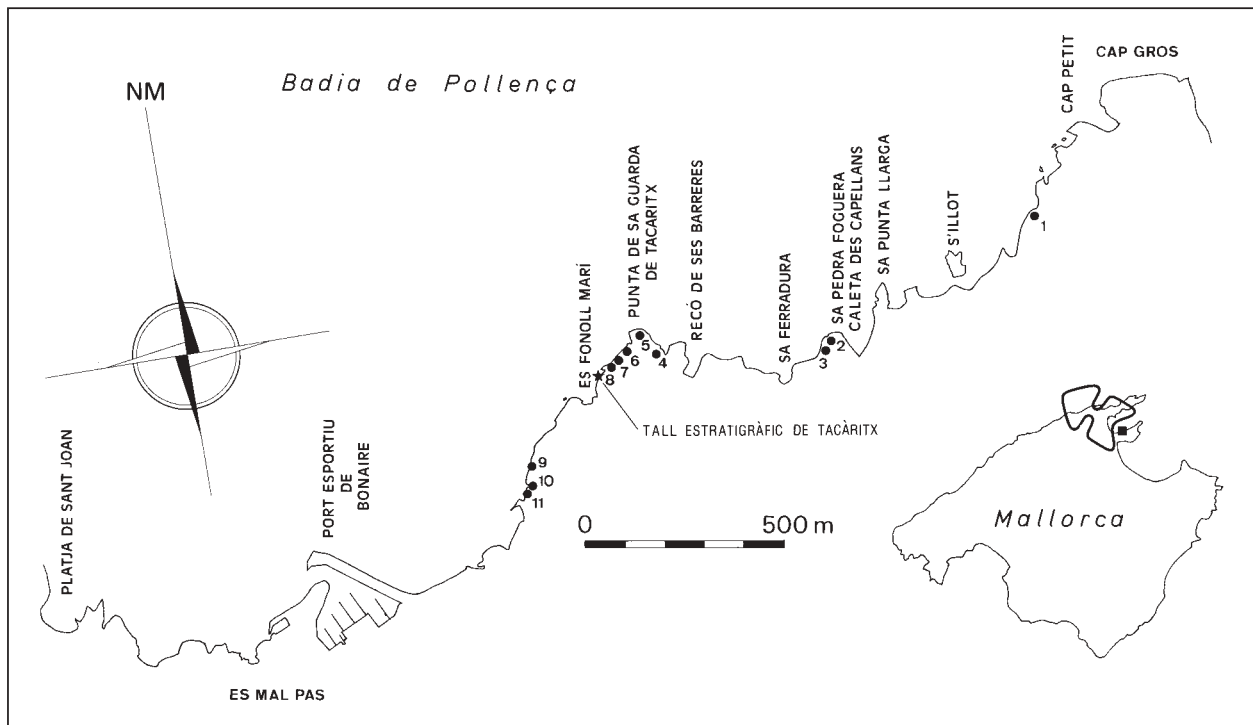 CAP GROS
CAP PETIT
Badia de Pollença
NM
S'ILLOT
SA PUNTA LLARGA
SA PEDRA FOGUERA
CALETA DES CAPELLANS
SA FERRADURA
RECÓ DE SES BARRERES
PUNTA DE SA GUARDA
DE TACARITX
ES FONOLL MARÍ
1
2
3
4
5
6
7
8
TALL ESTRATIGRÀFIC DE TACÀRITX
9
10
11
PORT ESPORTIU
DE
BONAIRE
PLATJA DE SANT JOAN
ES MAL PAS
0 500 m
Mallorca